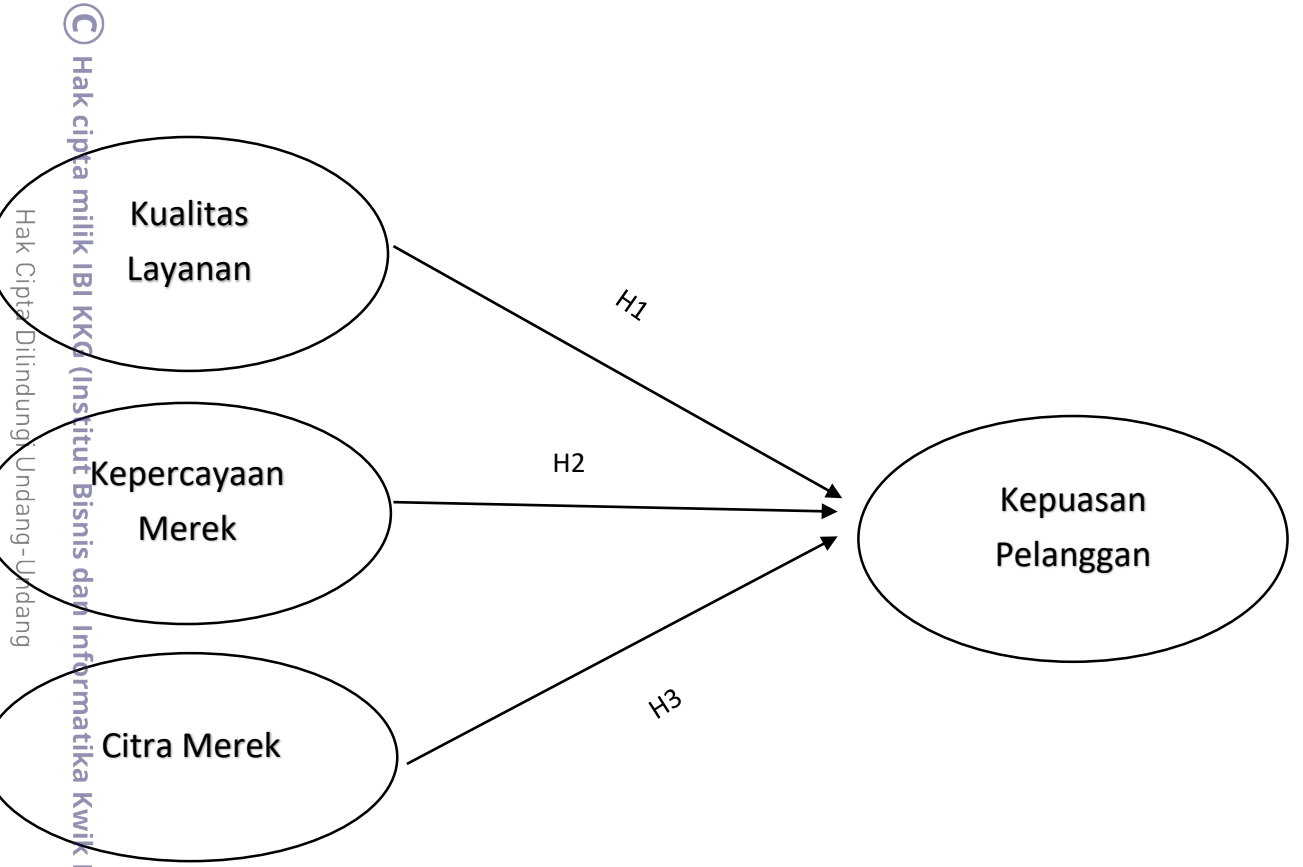 © Hak cipta milik IBI KKG (Institut Bisnis dan Informatika Kwik
Hak Cipta Dilindungi Undang-Undang
Kualitas
Layanan
H1
Kepercayaan
Merek
H2
Kepuasan
Pelanggan
Citra Merek
H3